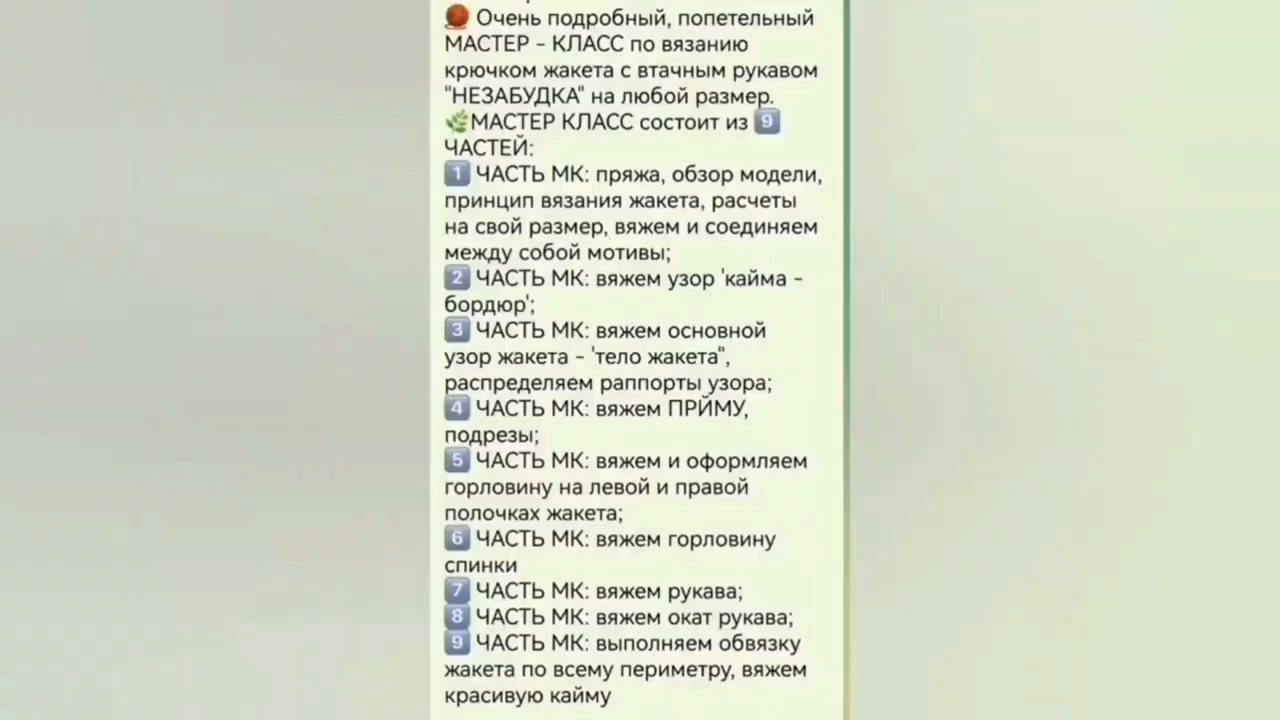 🧶 Очень подробный, попетельный
МАСТЕР - КЛАСС по вязанию
крючком жакета с втачным рукавом
"НЕЗАБУДКА" на любой размер.
🌿МАСТЕР КЛАСС состоит из 9️⃣
ЧАСТЕЙ:
1️⃣ ЧАСТЬ МК: пряжа, обзор модели,
принцип вязания жакета, расчеты
на свой размер, вяжем и соединяем
между собой мотивы;
2️⃣ ЧАСТЬ МК: вяжем узор 'кайма -
бордюр';
3️⃣ ЧАСТЬ МК: вяжем основной
узор жакета - 'тело жакета",
распределяем раппорты узора;
4️⃣ ЧАСТЬ МК: вяжем ПРЙМУ,
подрезы;
5️⃣ ЧАСТЬ МК: вяжем и оформляем
горловину на левой и правой
полочках жакета;
6️⃣ ЧАСТЬ МК: вяжем горловину
спинки
7️⃣ ЧАСТЬ МК: вяжем рукава;
8️⃣ ЧАСТЬ МК: вяжем окат рукава;
9️⃣ ЧАСТЬ МК: выполняем обвязку
жакета по всему периметру, вяжем
красивую кайму